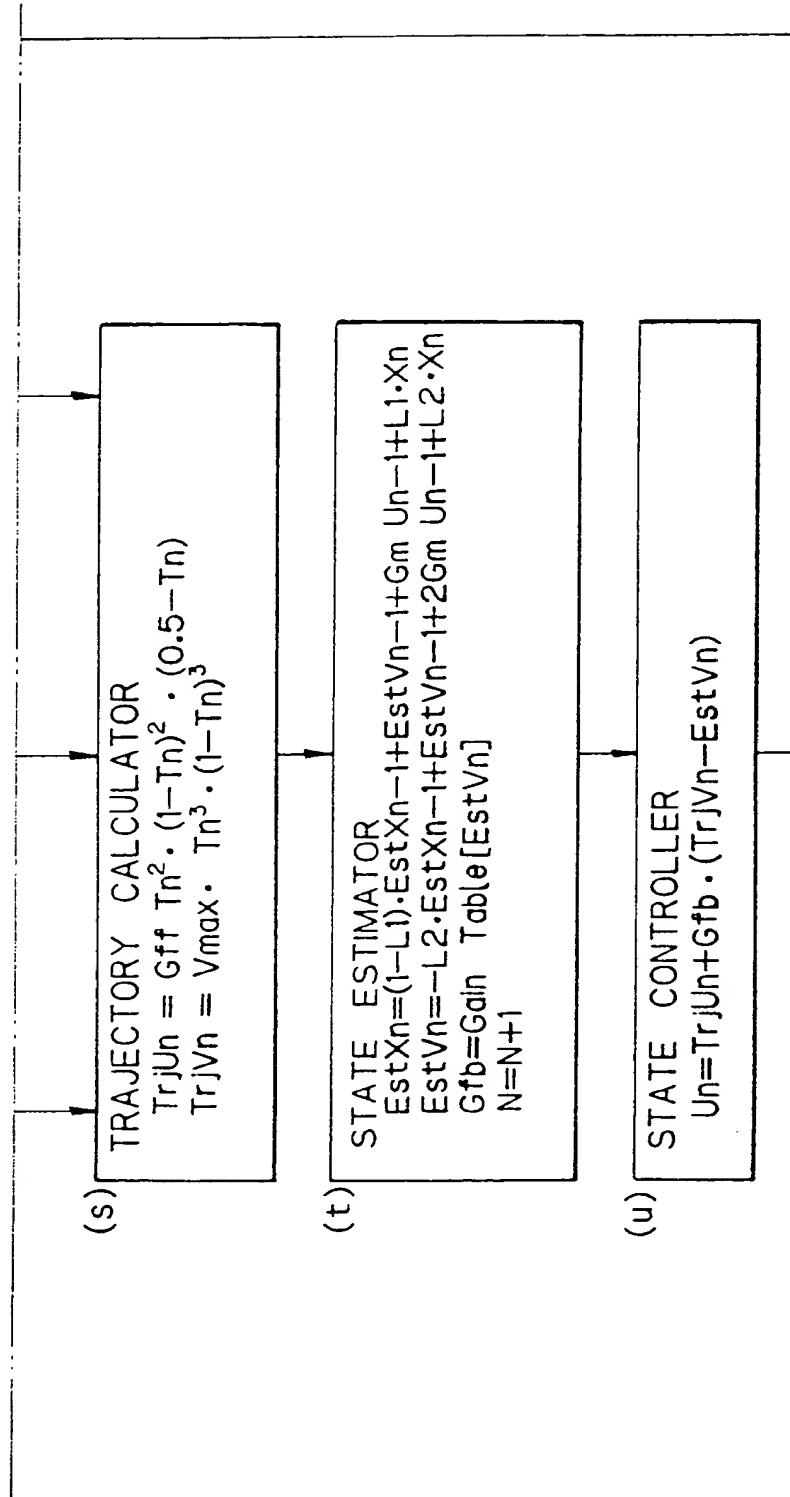 (s)
TRAJECTORY CALCULATOR
TrjUn = Gff Tn² · (1−Tn)² · (0.5−Tn)
TrjVn = Vmax · Tn³ · (1−Tn)³
(t)
STATE ESTIMATOR
EstXn=(1−L1)·EstXn−1+EstVn−1+Gm Un−1+L1·Xn
EstVn=−L2·EstXn−1+EstVn−1+2Gm Un−1+L2·Xn
Gfb=Gain Table[EstVn]
N=N+1
(u)
STATE CONTROLLER
Un=TrjUn+Gfb·(TrjVn−EstVn)